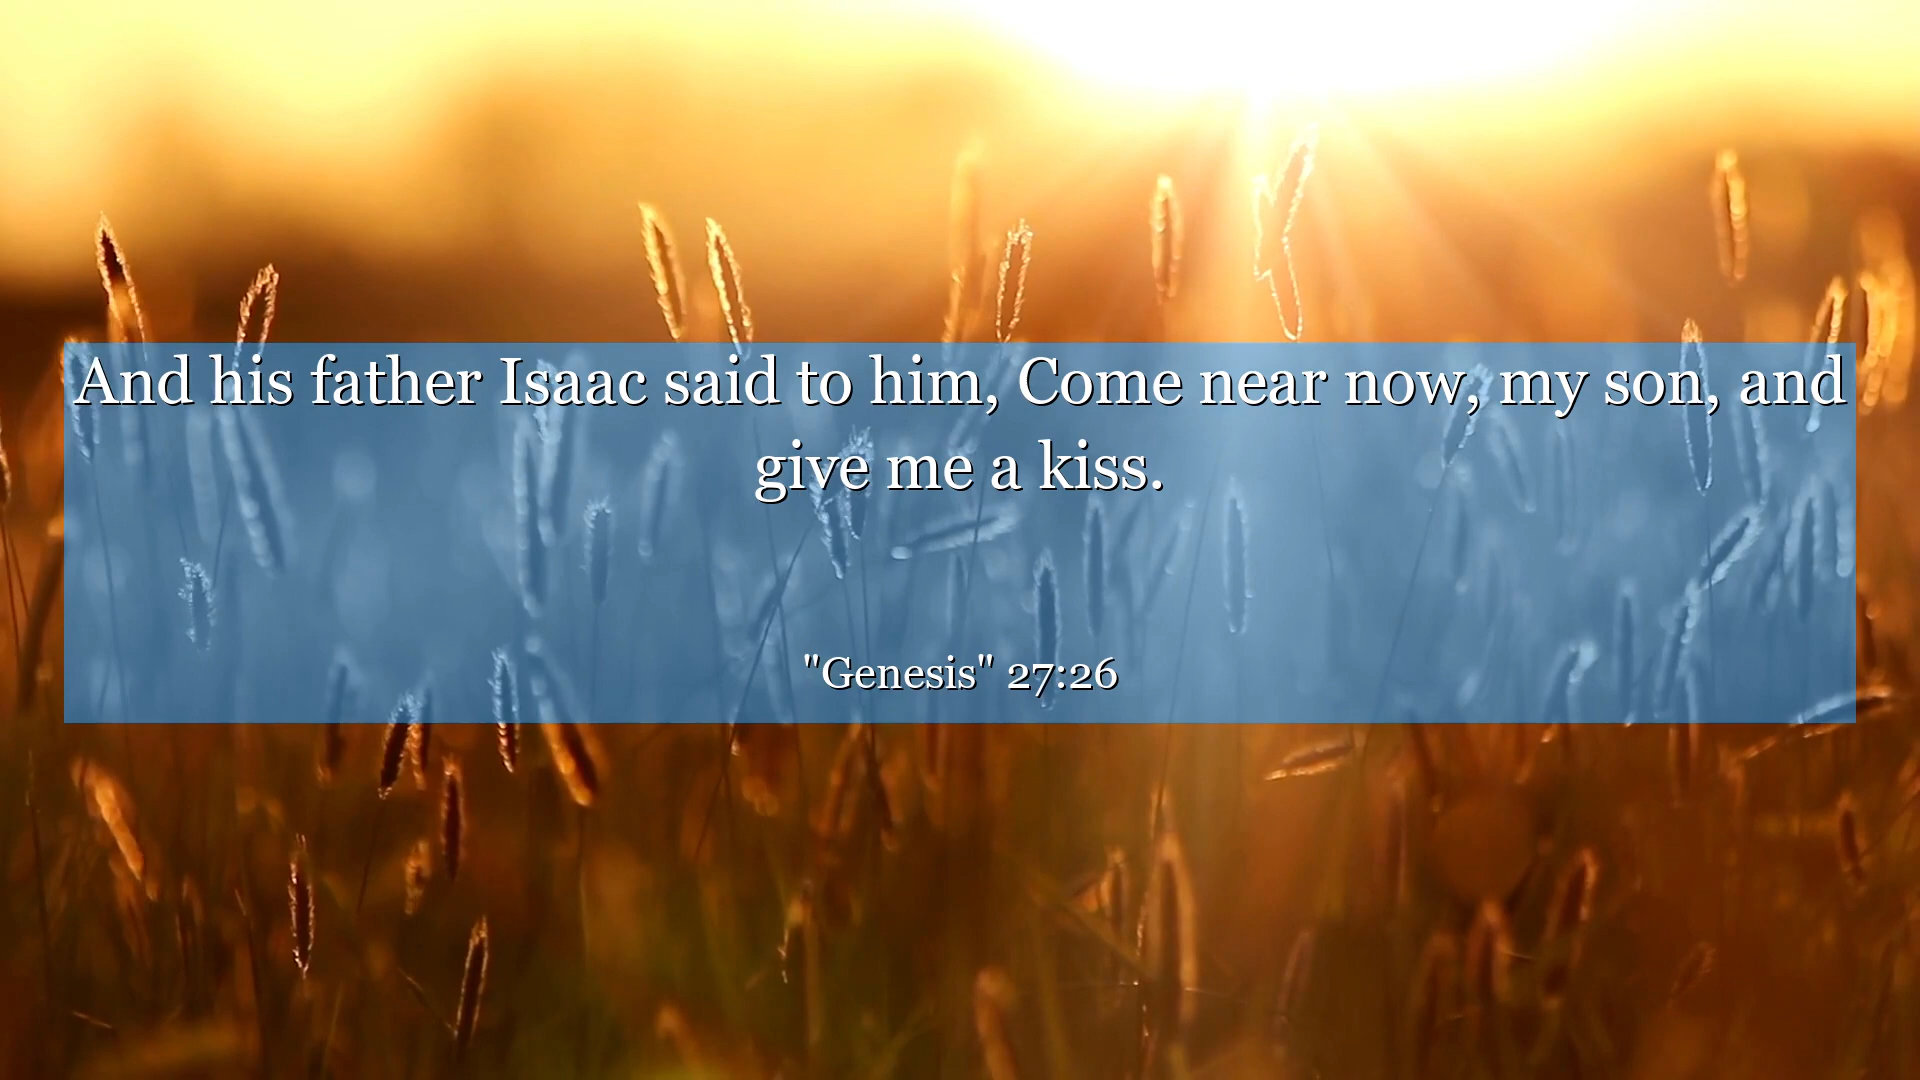 And his father Isaac said to him, Come near now, my son, and
give me a kiss.
"Genesis" 27:26